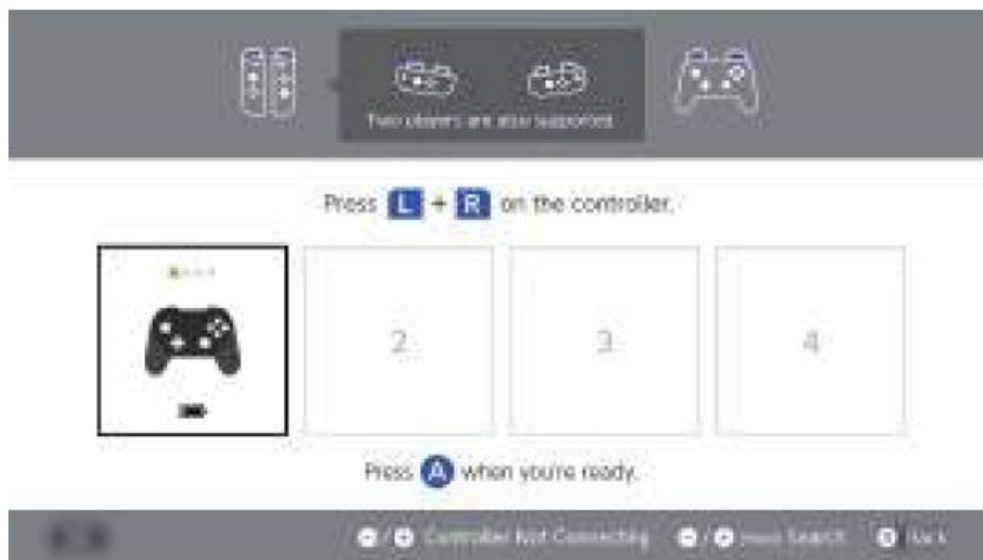 Two players are also supported.
Press L + R on the controller.
2
3
4
Press A when you're ready.
Controller Not Connecting
Search
Back